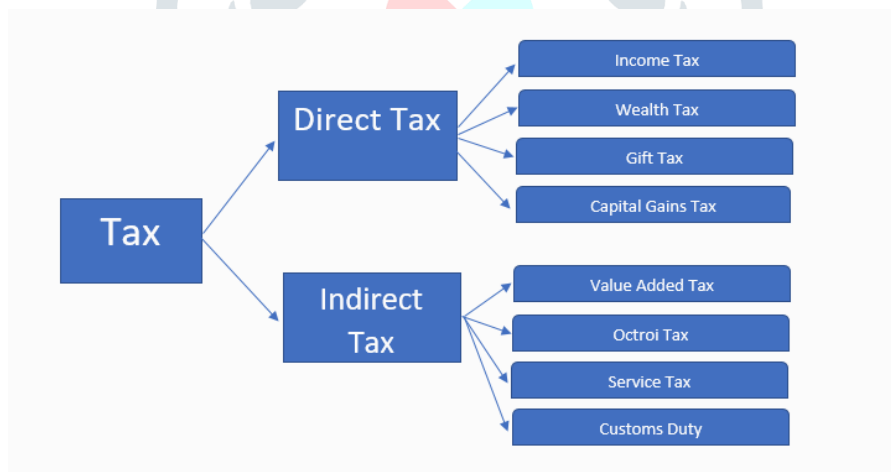 Tax
Direct Tax
Income Tax
Wealth Tax
Gift Tax
Capital Gains Tax
Indirect
Tax
Value Added Tax
Octroi Tax
Service Tax
Customs Duty